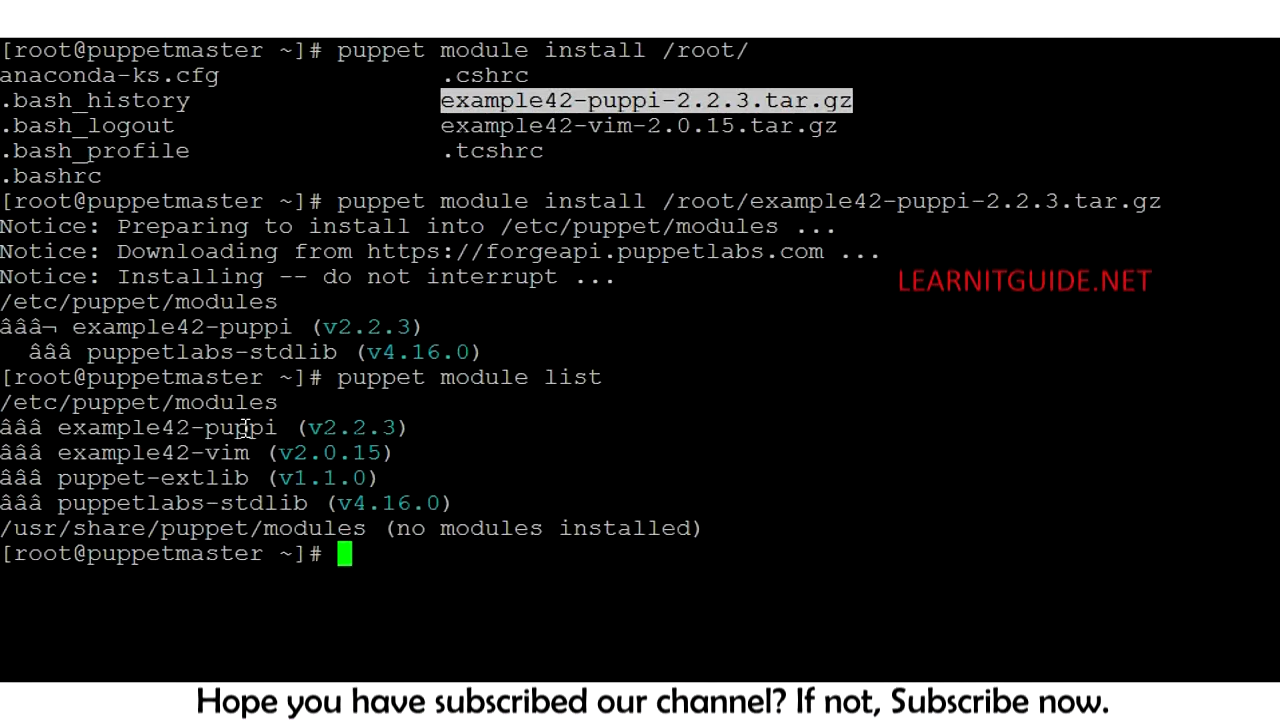 [root@puppetmaster ~]# puppet module install /root/
anaconda-ks.cfg .cshrc
.bash_history example42-puppi-2.2.3.tar.gz
.bash_logout example42-vim-2.0.15.tar.gz
.bash_profile .tcshrc
.bashrc
[root@puppetmaster ~]# puppet module install /root/example42-puppi-2.2.3.tar.gz
Notice: Preparing to install into /etc/puppet/modules ...
Notice: Downloading from https://forgeapi.puppetlabs.com ...
Notice: Installing -- do not interrupt ...
LEARNITGUIDE.NET
/etc/puppet/modules
âââ¬ example42-puppi (v2.2.3)
âââ puppetlabs-stdlib (v4.16.0)
[root@puppetmaster ~]# puppet module list
/etc/puppet/modules
âââ example42-puppi (v2.2.3)
âââ example42-vim (v2.0.15)
âââ puppet-extlib (v1.1.0)
âââ puppetlabs-stdlib (v4.16.0)
/usr/share/puppet/modules (no modules installed)
[root@puppetmaster ~]#
Hope you have subscribed our channel? If not, Subscribe now.